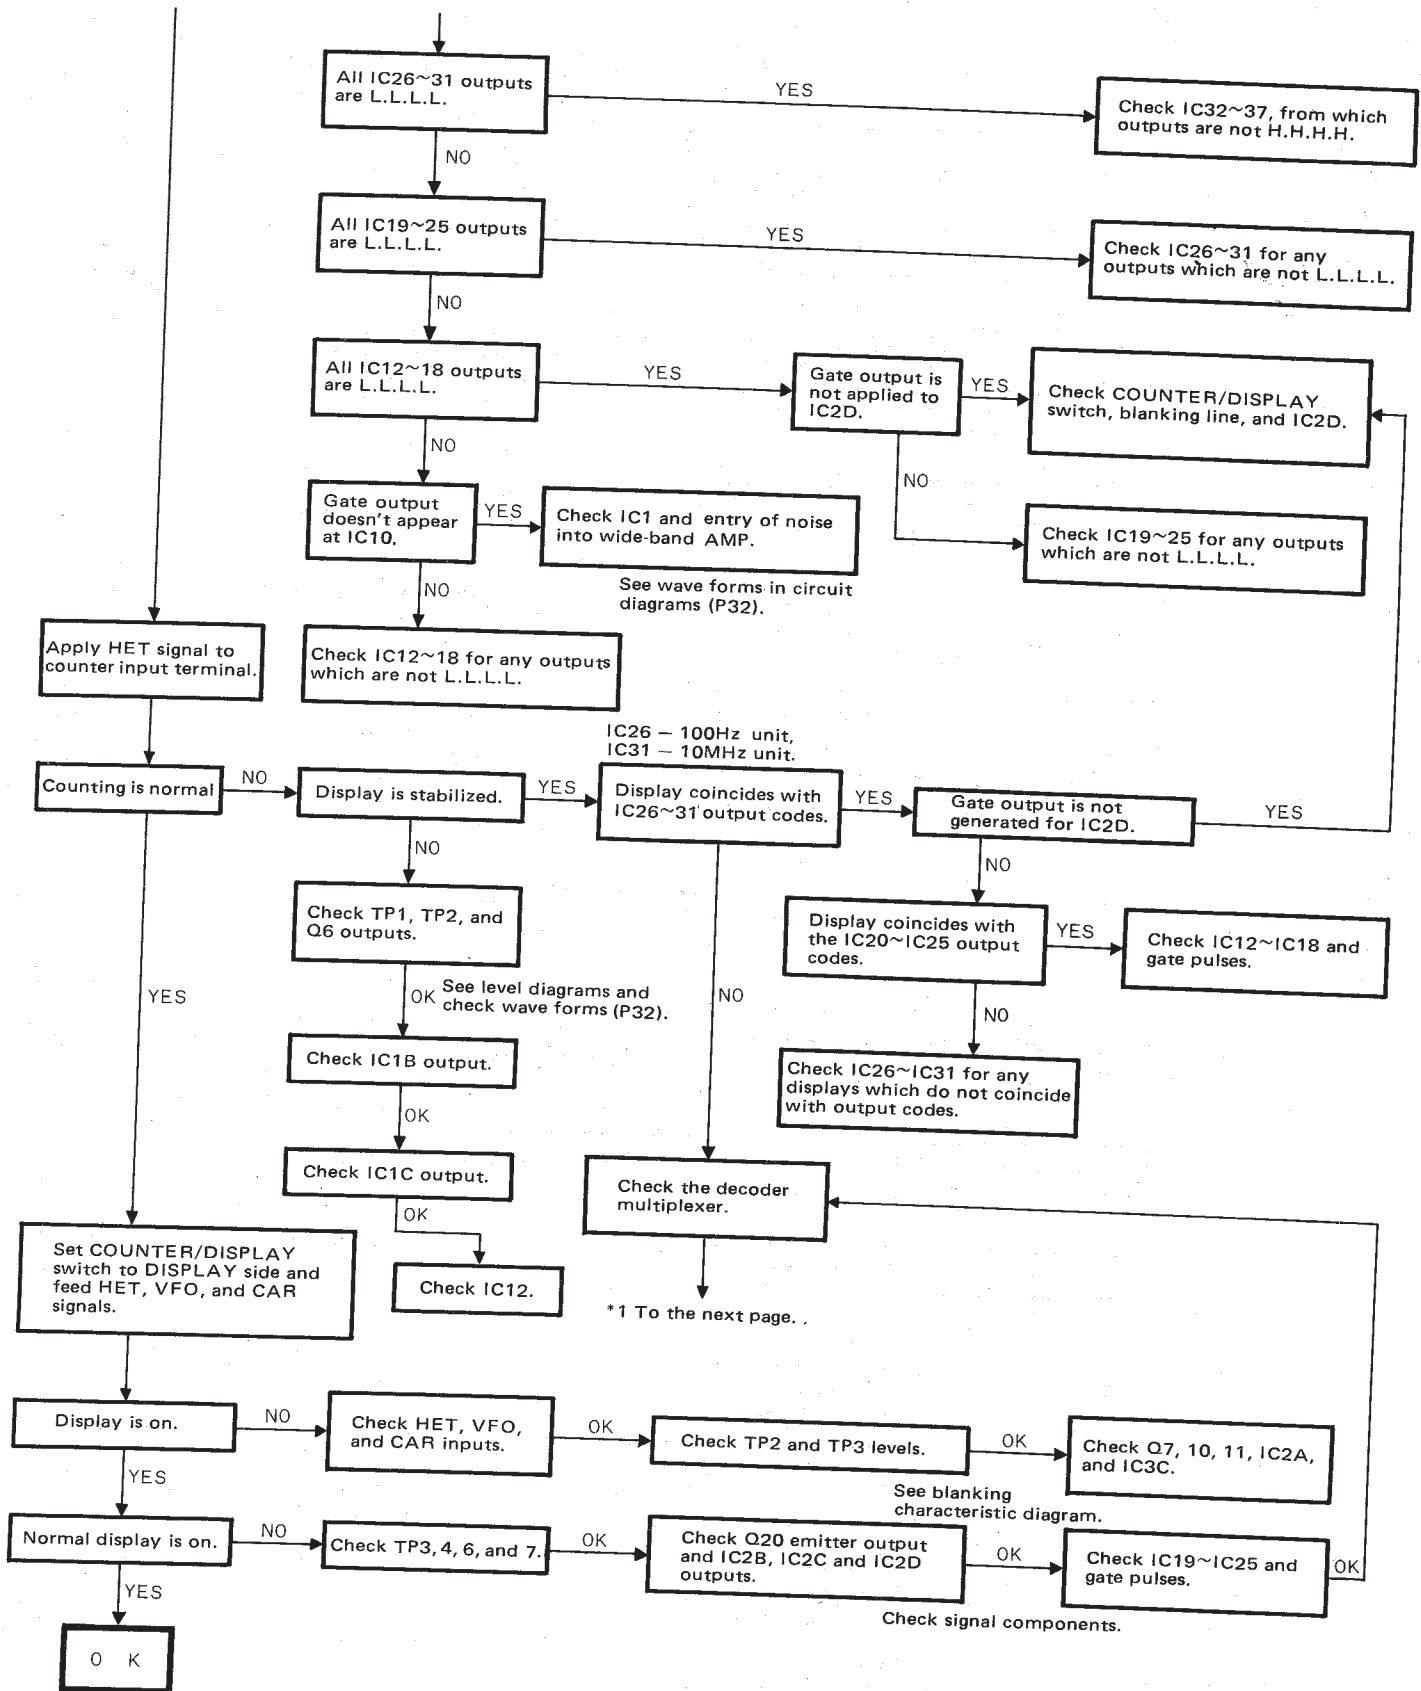 All IC26~31 outputs
are L.L.L.L.
YES
Check IC32~37, from which
outputs are not H.H.H.H.
NO
All IC19~25 outputs
are L.L.L.L.
YES
Check IC26~31 for any
outputs which are not L.L.L.L.
NO
All IC12~18 outputs
are L.L.L.L.
YES
Gate output is
not applied to
IC2D.
YES
Check COUNTER/DISPLAY
switch, blanking line, and IC2D.
NO
NO
Gate output
doesn't appear
at IC10.
YES
Check IC1 and entry of noise
into wide-band AMP.
Check IC19~25 for any outputs
which are not L.L.L.L.
See wave forms in circuit
diagrams (P32).
NO
Apply HET signal to
counter input terminal.
Check IC12~18 for any outputs
which are not L.L.L.L.
IC26 – 100Hz unit,
IC31 – 10MHz unit.
Counting is normal
NO
Display is stabilized.
YES
Display coincides with
IC26~31 output codes.
YES
Gate output is not
generated for IC2D.
YES
NO
NO
Check TP1, TP2, and
Q6 outputs.
Display coincides with
the IC20~IC25 output
codes.
YES
Check IC12~IC18 and
gate pulses.
YES
OK
See level diagrams and
check wave forms (P32).
NO
NO
Check IC1B output.
Check IC26~IC31 for any
displays which do not coincide
with output codes.
OK
Check IC1C output.
Check the decoder
multiplexer.
OK
Set COUNTER/DISPLAY
switch to DISPLAY side and
feed HET, VFO, and CAR
signals.
Check IC12.
*1 To the next page. .
Display is on.
NO
Check HET, VFO,
and CAR inputs.
OK
Check TP2 and TP3 levels.
OK
Check Q7, 10, 11, IC2A,
and IC3C.
YES
See blanking
characteristic diagram.
Normal display is on.
NO
Check TP3, 4, 6, and 7.
OK
Check Q20 emitter output
and IC2B, IC2C and IC2D
outputs.
OK
Check IC19~IC25 and
gate pulses.
OK
YES
Check signal components.
O K